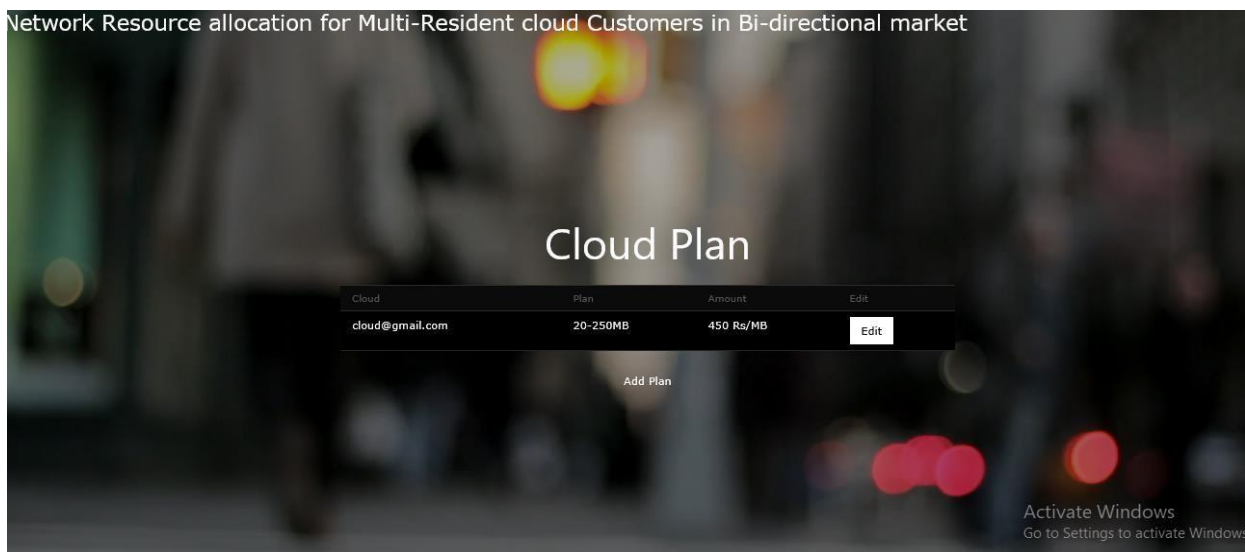 Network Resource allocation for Multi-Resident cloud Customers in Bi-directional market
Cloud Plan
Cloud Plan Amount Edit
cloud@gmail.com 20-250MB 450 Rs/MB Edit
Add Plan
Activate Windows
Go to Settings to activate Windows